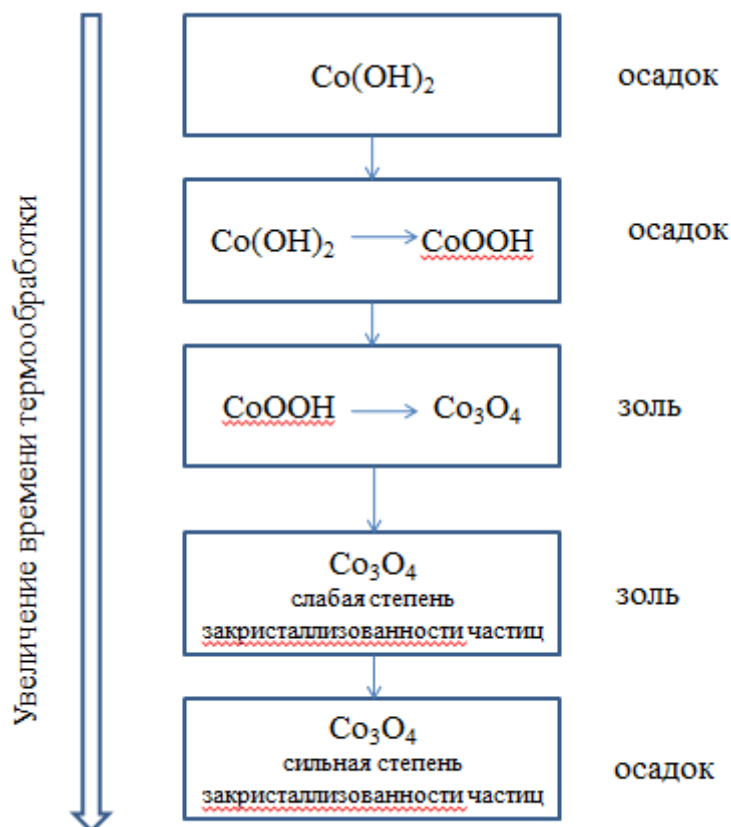 Увеличение времени термообработки
Co(OH)₂
осадок
Co(OH)₂ → CoOOH
осадок
CoOOH → Co₃O₄
золь
Co₃O₄
слабая степень
закристаллизованности частиц
золь
Co₃O₄
сильная степень
закристаллизованности частиц
осадок